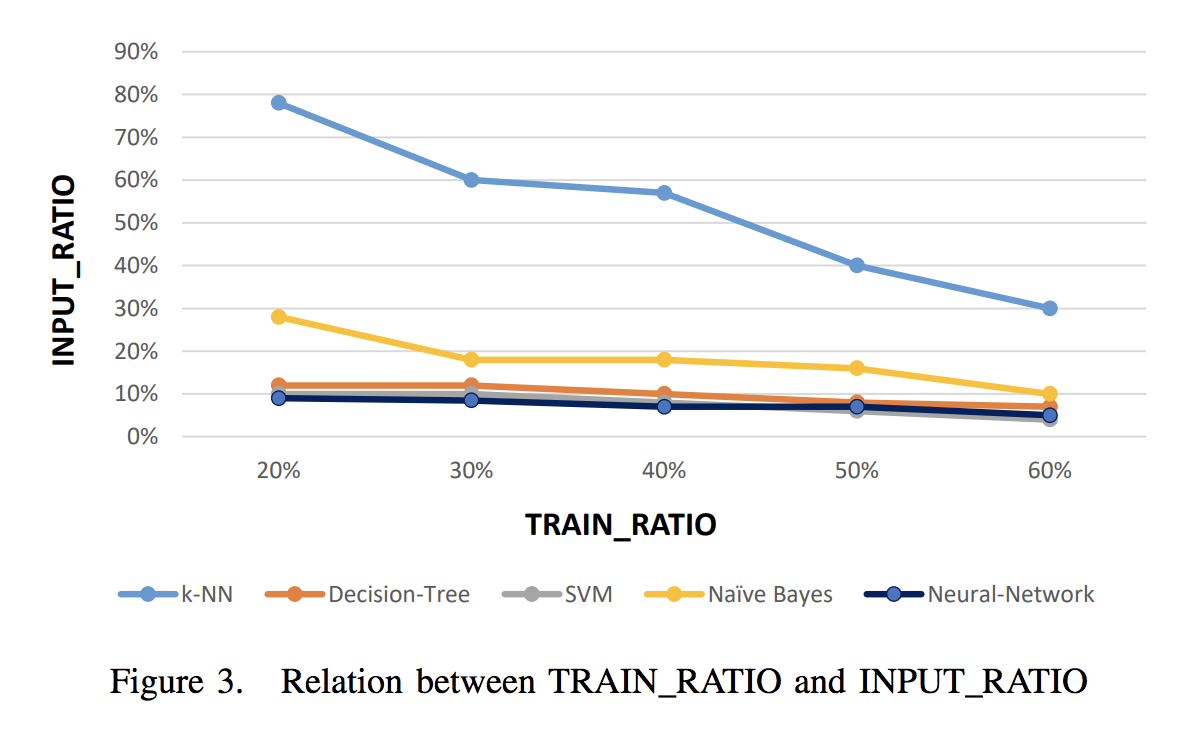 90%
80%
70%
60%
50%
40%
30%
20%
10%
0%
INPUT_RATIO
20% 30% 40% 50% 60%
TRAIN_RATIO
k-NN Decision-Tree SVM Naïve Bayes Neural-Network
Figure 3. Relation between TRAIN_RATIO and INPUT_RATIO